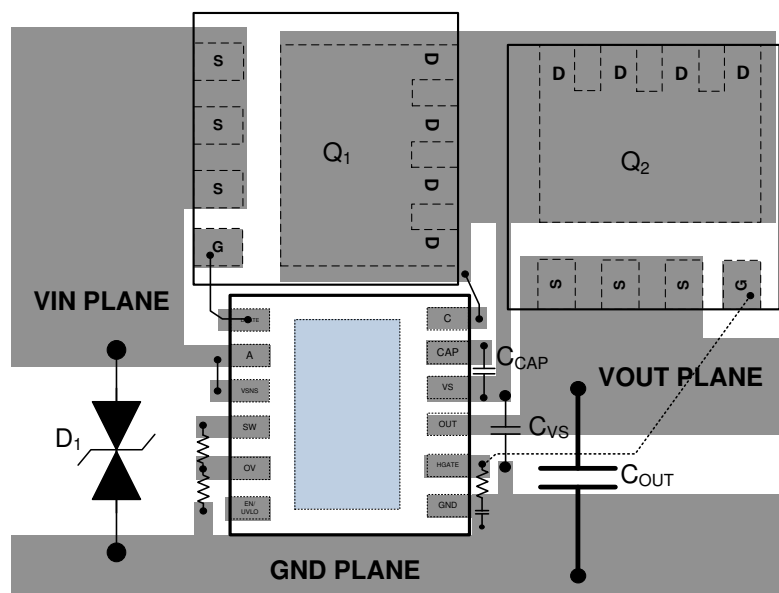 S
S
S
G
Q1
D
D
D
D
D
D
D
D
Q2
S
S
S
G
VIN PLANE
D1
A
VSNS
SW
OV
EN/
UVLO
C
CAP
VS
OUT
HGATE
GND
CCAP
CVS
VOUT PLANE
COUT
GND PLANE